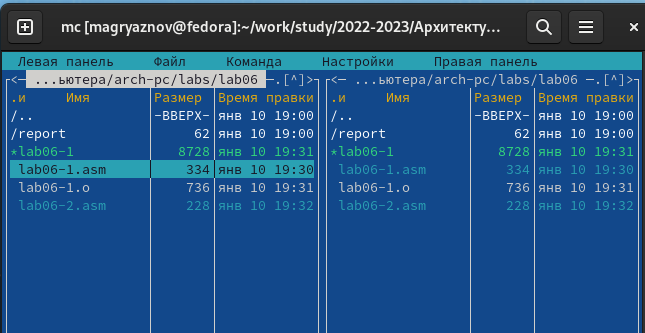 mc [magryaznov@fedora]:~/work/study/2022-2023/Архитекту...
Левая панель Файл Команда Настройки Правая панель
<— ...ьютера/arch-pc/labs/lab06 —.[^]> <— ...ьютера/arch-pc/labs/lab06 —.[^]>
.и Имя Размер Время правки .и Имя Размер Время правки
/.. -ВВЕРХ- янв 10 19:00 /.. -ВВЕРХ- янв 10 19:00
/report 62 янв 10 19:00 /report 62 янв 10 19:00
*lab06-1 8728 янв 10 19:31 *lab06-1 8728 янв 10 19:31
lab06-1.asm 334 янв 10 19:30 lab06-1.asm 334 янв 10 19:30
lab06-1.o 736 янв 10 19:31 lab06-1.o 736 янв 10 19:31
lab06-2.asm 228 янв 10 19:32 lab06-2.asm 228 янв 10 19:32